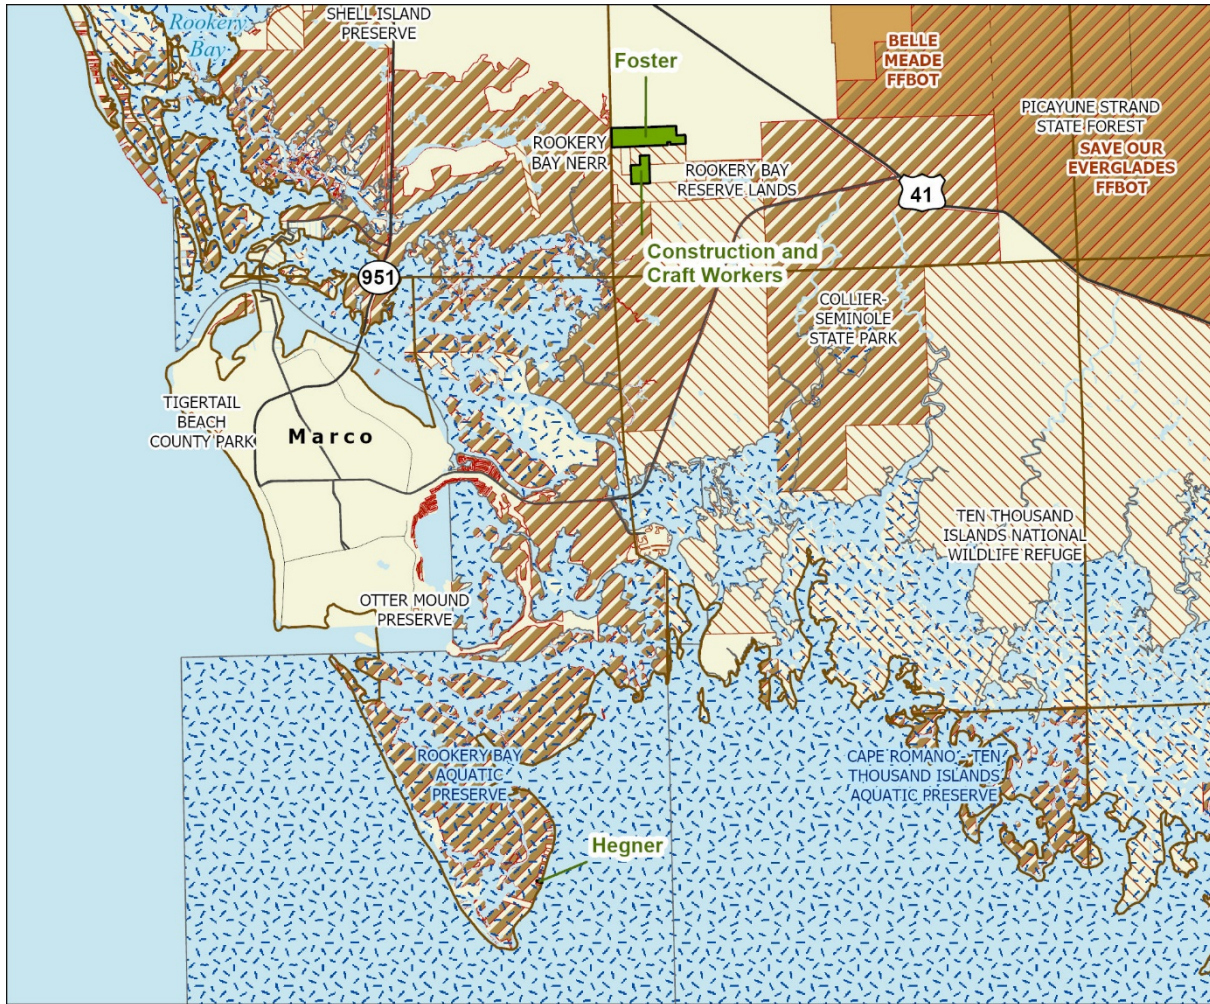 Rookery
Bay
SHELL ISLAND
PRESERVE
Foster
BELLE
MEADE
FFBOT
PICAYUNE STRAND
STATE FOREST
SAVE OUR
EVERGLADES
FFBOT
ROOKERY
BAY NERR
ROOKERY BAY
RESERVE LANDS
41
Construction and
Craft Workers
951
COLLIER-
SEMINOLE
STATE PARK
TIGERTAIL
BEACH
COUNTY PARK
Marco
TEN THOUSAND
ISLANDS NATIONAL
WILDLIFE REFUGE
OTTER MOUND
PRESERVE
ROOKERY BAY
AQUATIC
PRESERVE
CAPE ROMANO - TEN
THOUSAND ISLANDS
AQUATIC PRESERVE
Hegner